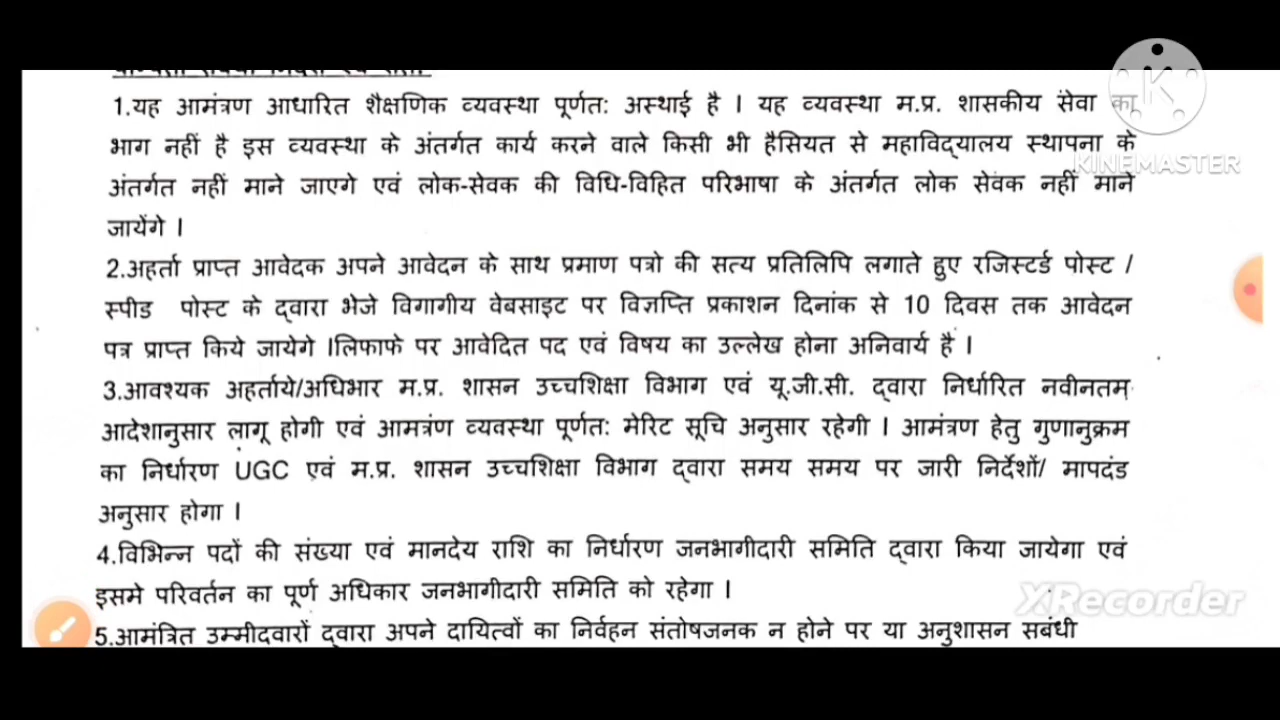 1.यह आमंत्रण आधारित शैक्षणिक व्यवस्था पूर्णत: अस्थाई है । यह व्यवस्था म.प्र. शासकीय सेवा का
भाग नहीं है इस व्यवस्था के अंतर्गत कार्य करने वाले किसी भी हैसियत से महाविद्यालय स्थापना के
KINEMASTER
अंतर्गत नहीं माने जाएगे एवं लोक-सेवक की विधि-विहित परिभाषा के अंतर्गत लोक सेवक नहीं माने
जायेंगे ।
2.अहर्ता प्राप्त आवेदक अपने आवेदन के साथ प्रमाण पत्रो की सत्य प्रतिलिपि लगाते हुए रजिस्टर्ड पोस्ट /
स्पीड पोस्ट के द्वारा भेजे विगागीय वेबसाइट पर विज्ञप्ति प्रकाशन दिनांक से 10 दिवस तक आवेदन
पत्र प्राप्त किये जायेगे ।लिफाफे पर आवेदित पद एवं विषय का उल्लेख होना अनिवार्य है ।
3.आवश्यक अहर्ताये/अधिभार म.प्र. शासन उच्चशिक्षा विभाग एवं यू.जी.सी. द्वारा निर्धारित नवीनतम्
आदेशानुसार लागू होगी एवं आमत्रंण व्यवस्था पूर्णत: मेरिट सूचि अनुसार रहेगी । आमंत्रण हेतु गुणानुक्रम
का निर्धारण UGC एवं म.प्र. शासन उच्चशिक्षा विभाग द्वारा समय समय पर जारी निर्देशों/ मापदंड
अनुसार होगा ।
4.विभिन्न पदों की संख्या एवं मानदेय राशि का निर्धारण जनभागीदारी समिति द्वारा किया जायेगा एवं
इसमे परिवर्तन का पूर्ण अधिकार जनभागीदारी समिति को रहेगा ।
XRecorder
5.आमंत्रित उम्मीदवारों द्वारा अपने दायित्वों का निर्वहन संतोषजनक न होने पर या अनुशासन सबंधी